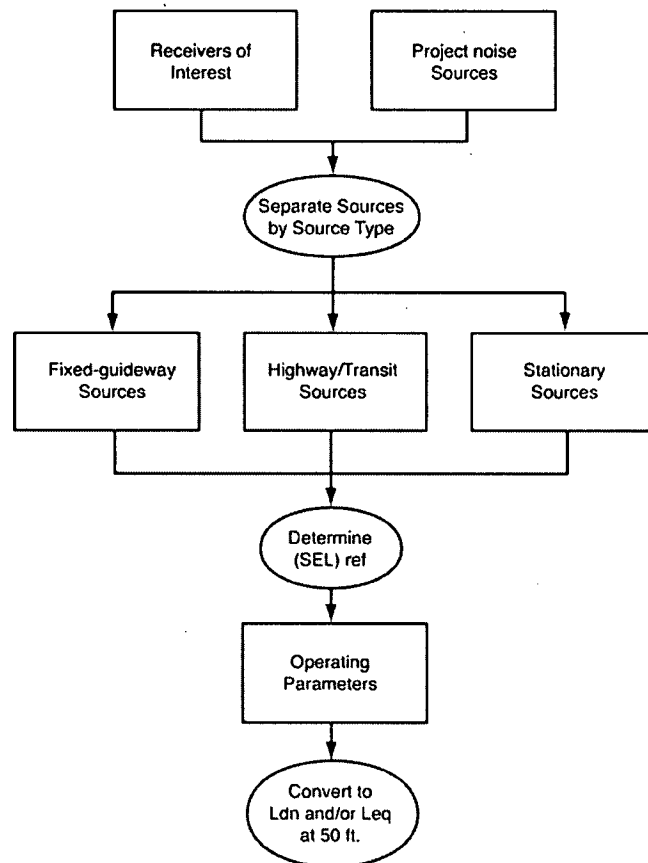 Receivers of
Interest
Project noise
Sources
Separate Sources
by Source Type
Fixed-guideway
Sources
Highway/Transit
Sources
Stationary
Sources
Determine
(SEL) ref
Operating
Parameters
Convert to
Ldn and/or Leq
at 50 ft.